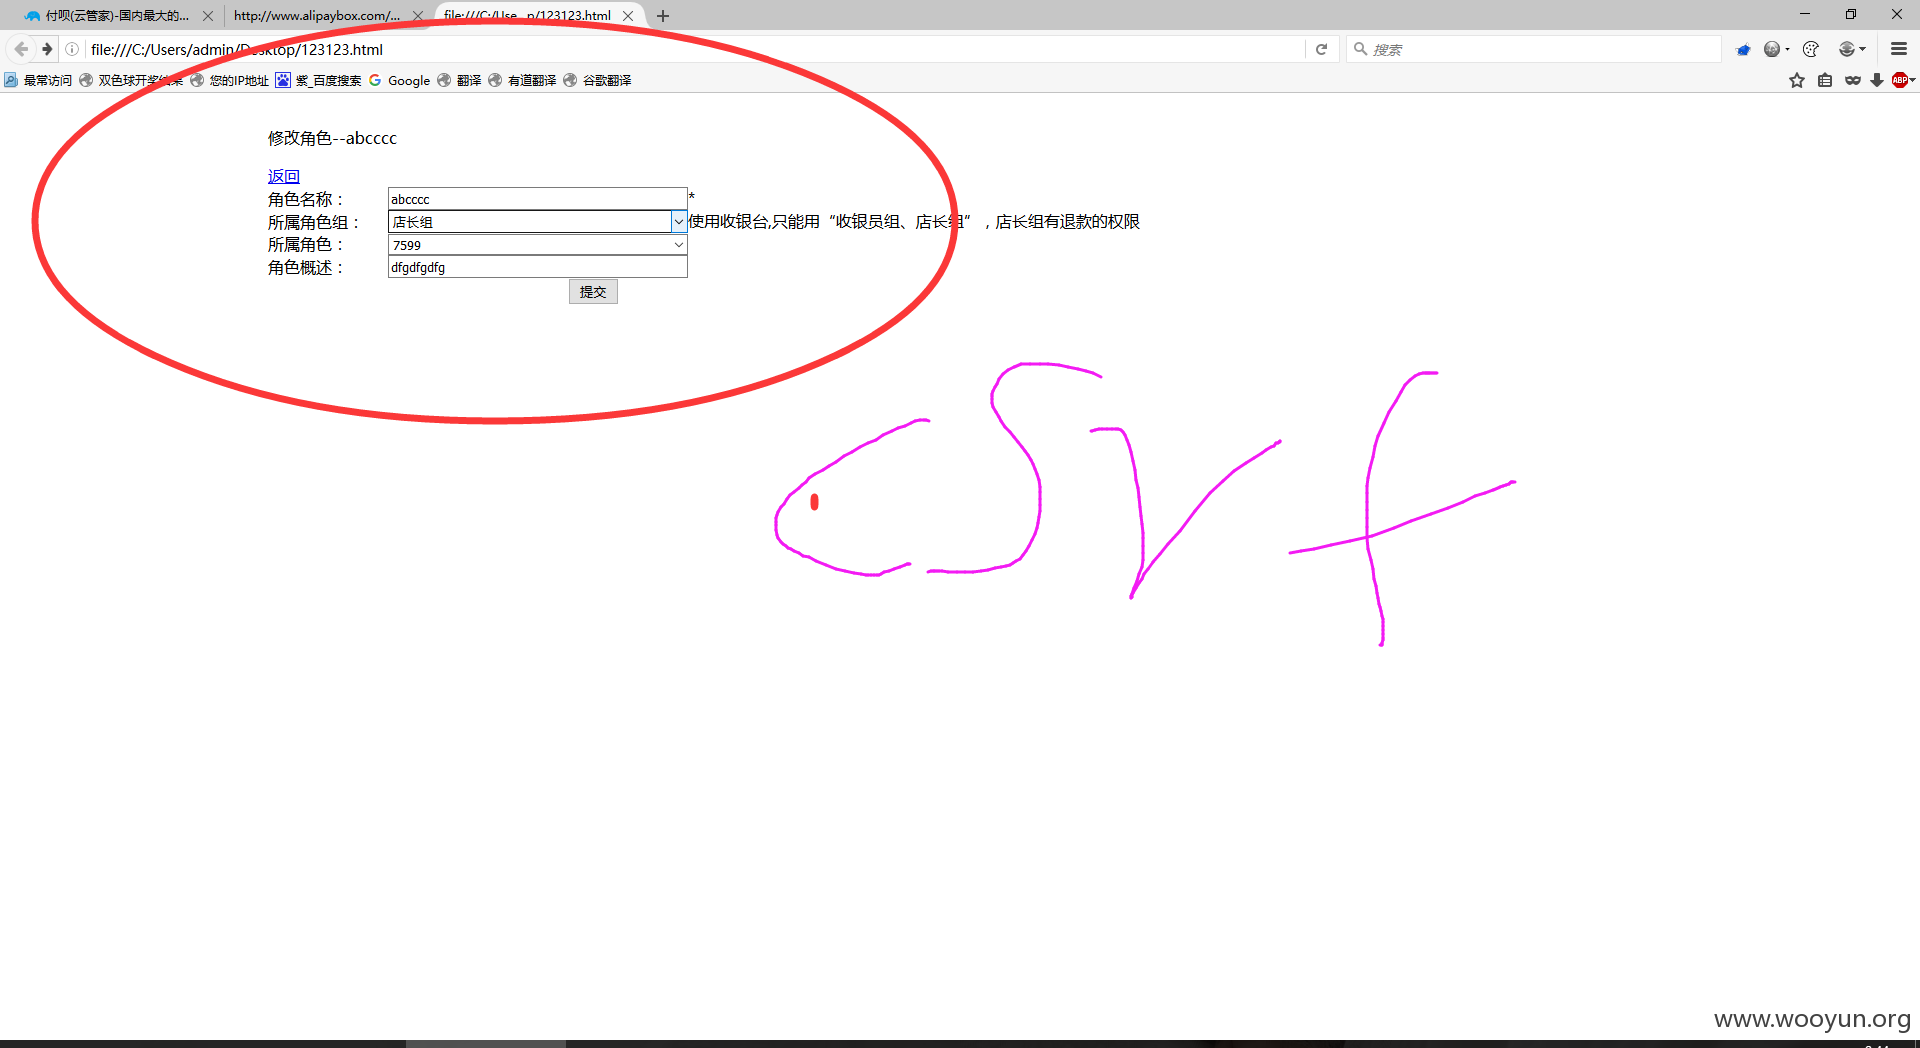 付呗(云管家)-国内最大的...
http://www.alipaybox.com/...
file:///C:/Use...p/123123.html
file:///C:/Users/admin/Desktop/123123.html
搜索
最常访问
双色球开奖结果
您的IP地址
紫_百度搜索
Google
翻译
有道翻译
谷歌翻译
ABP
修改角色--abcccc
返回
角色名称： abcccc *
所属角色组： 店长组 使用收银台,只能用“收银员组、店长组”，店长组有退款的权限
所属角色： 7599
角色概述： dfgdfgdfg
提交
csrf
www.wooyun.org